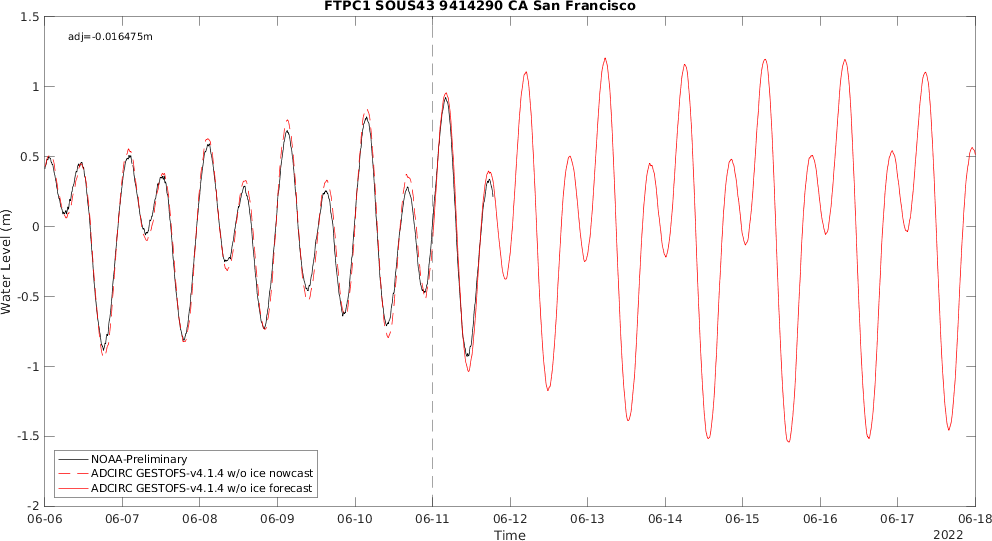 FTPC1 SOUS43 9414290 CA San Francisco
adj=-0.016475m
1.5
1
0.5
0
-0.5
-1
-1.5
-2
Water Level (m)
NOAA-Preliminary
ADCIRC GESTOFS-v4.1.4 w/o ice nowcast
ADCIRC GESTOFS-v4.1.4 w/o ice forecast
06-06 06-07 06-08 06-09 06-10 06-11 06-12 06-13 06-14 06-15 06-16 06-17 06-18
Time
2022